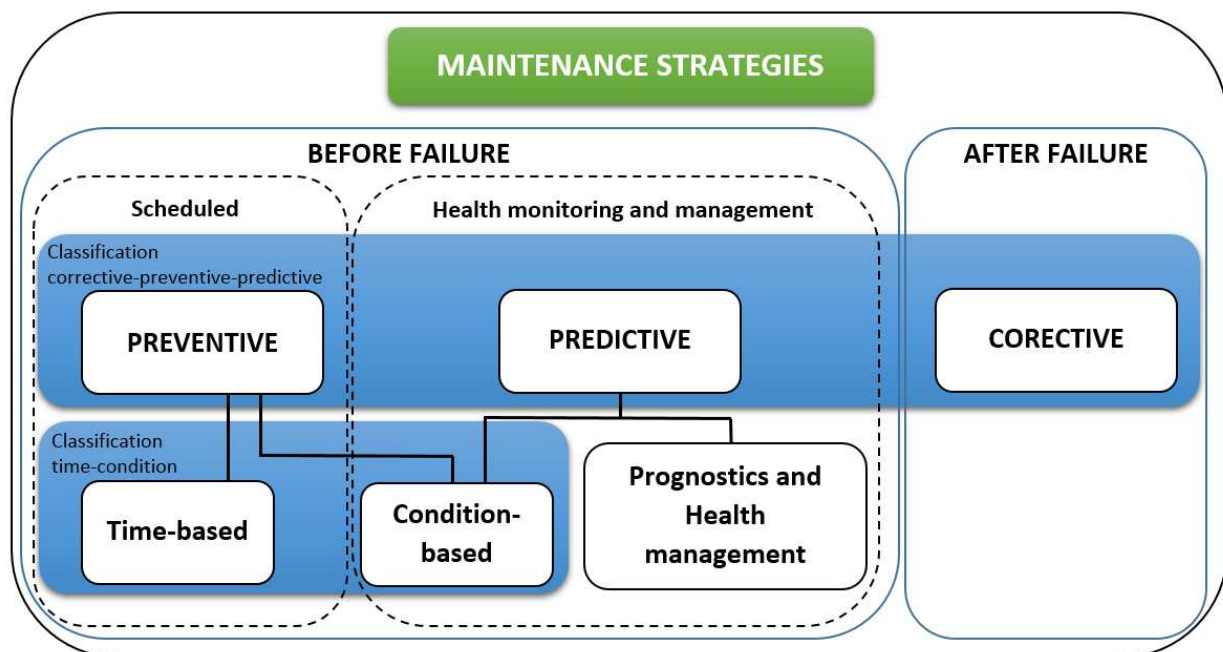 MAINTENANCE STRATEGIES
BEFORE FAILURE
AFTER FAILURE
Scheduled
Health monitoring and management
Classification
corrective-preventive-predictive
PREVENTIVE
PREDICTIVE
CORECTIVE
Classification
time-condition
Time-based
Condition-
based
Prognostics and
Health
management